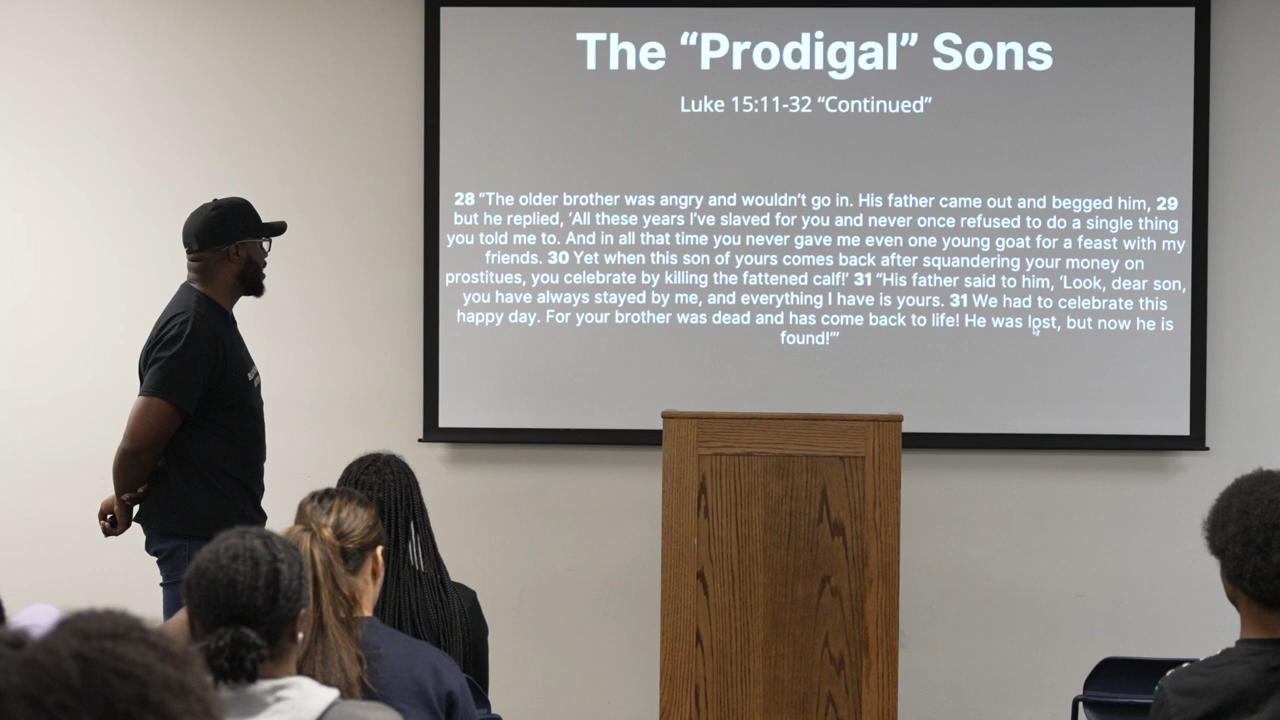 The “Prodigal” Sons
Luke 15:11-32 “Continued”
28 “The older brother was angry and wouldn’t go in. His father came out and begged him, 29
but he replied, ‘All these years I’ve slaved for you and never once refused to do a single thing
you told me to. And in all that time you never gave me even one young goat for a feast with my
friends. 30 Yet when this son of yours comes back after squandering your money on
prostitues, you celebrate by killing the fattened calf!’ 31 “His father said to him, ‘Look, dear son,
you have always stayed by me, and everything I have is yours. 31 We had to celebrate this
happy day. For your brother was dead and has come back to life! He was lost, but now he is
found!’”